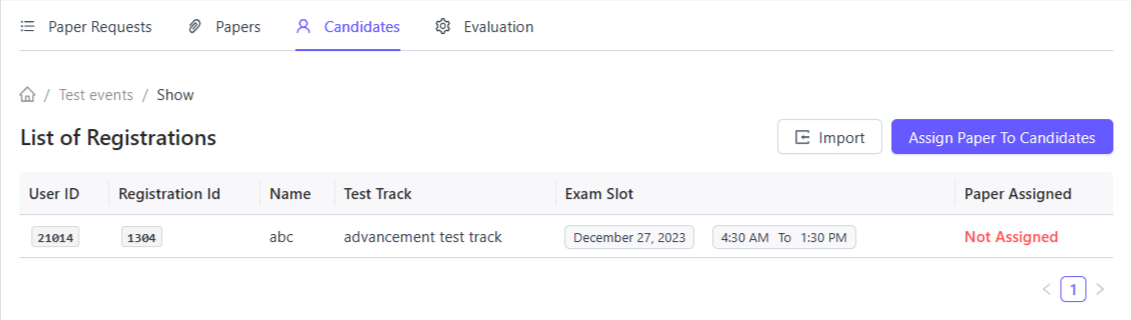 Paper Requests Papers Candidates Evaluation
/ Test events / Show
List of Registrations Import Assign Paper To Candidates
User ID Registration Id Name Test Track Exam Slot Paper Assigned
21014 1304 abc advancement test track December 27, 2023 4:30 AM To 1:30 PM Not Assigned
< 1 >